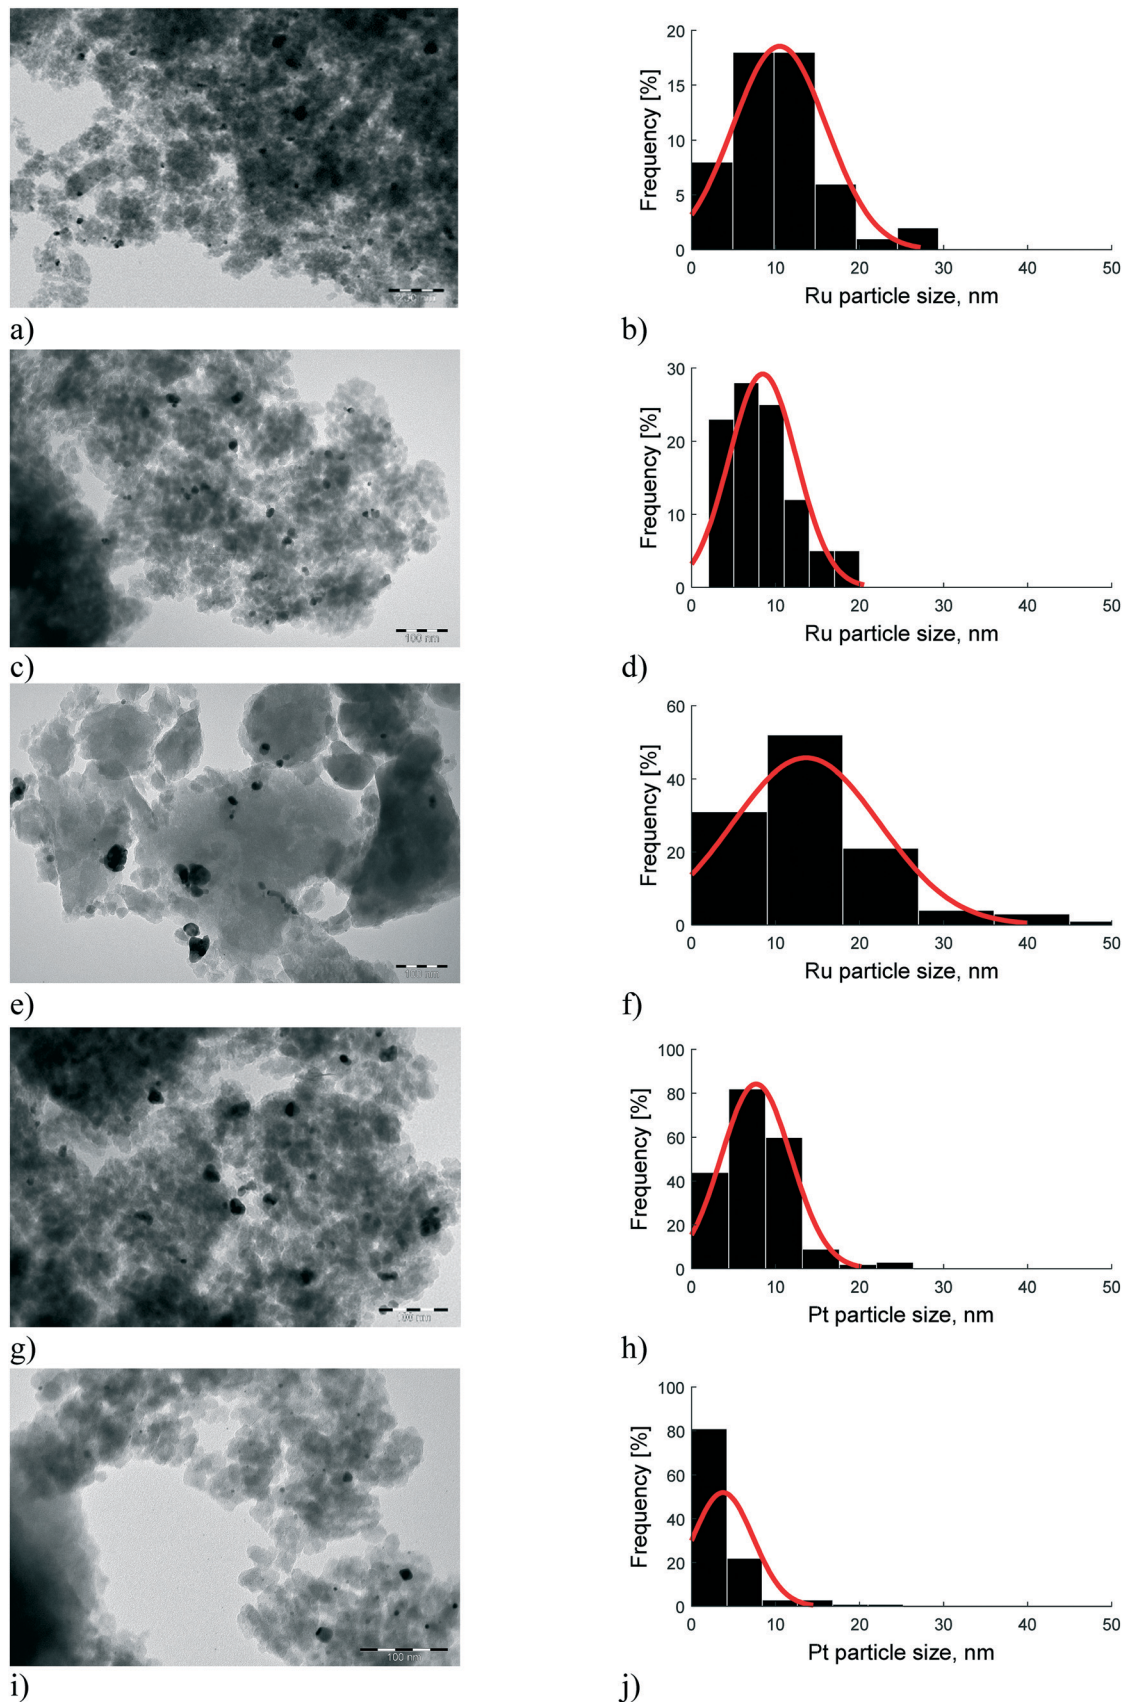 20
15
10
5
0
Frequency [%]
0 10 20 30 40 50
Ru particle size, nm
a)
b)
30
20
10
0
Frequency [%]
0 10 20 30 40 50
Ru particle size, nm
100 nm
c)
d)
60
40
20
0
Frequency [%]
0 10 20 30 40 50
Ru particle size, nm
e)
f)
100
80
60
40
20
0
Frequency [%]
0 10 20 30 40 50
Pt particle size, nm
g)
h)
100
80
60
40
20
0
Frequency [%]
0 10 20 30 40 50
Pt particle size, nm
100 nm
i)
j)